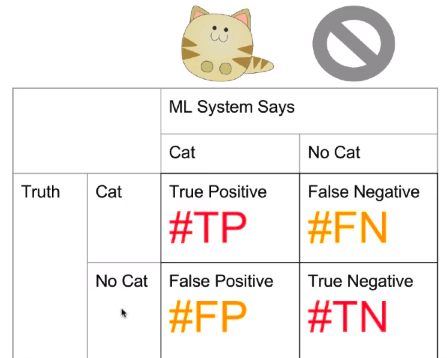 ML System Says
Cat No Cat
Truth Cat True Positive False Negative
#TP #FN
No Cat False Positive True Negative
#FP #TN